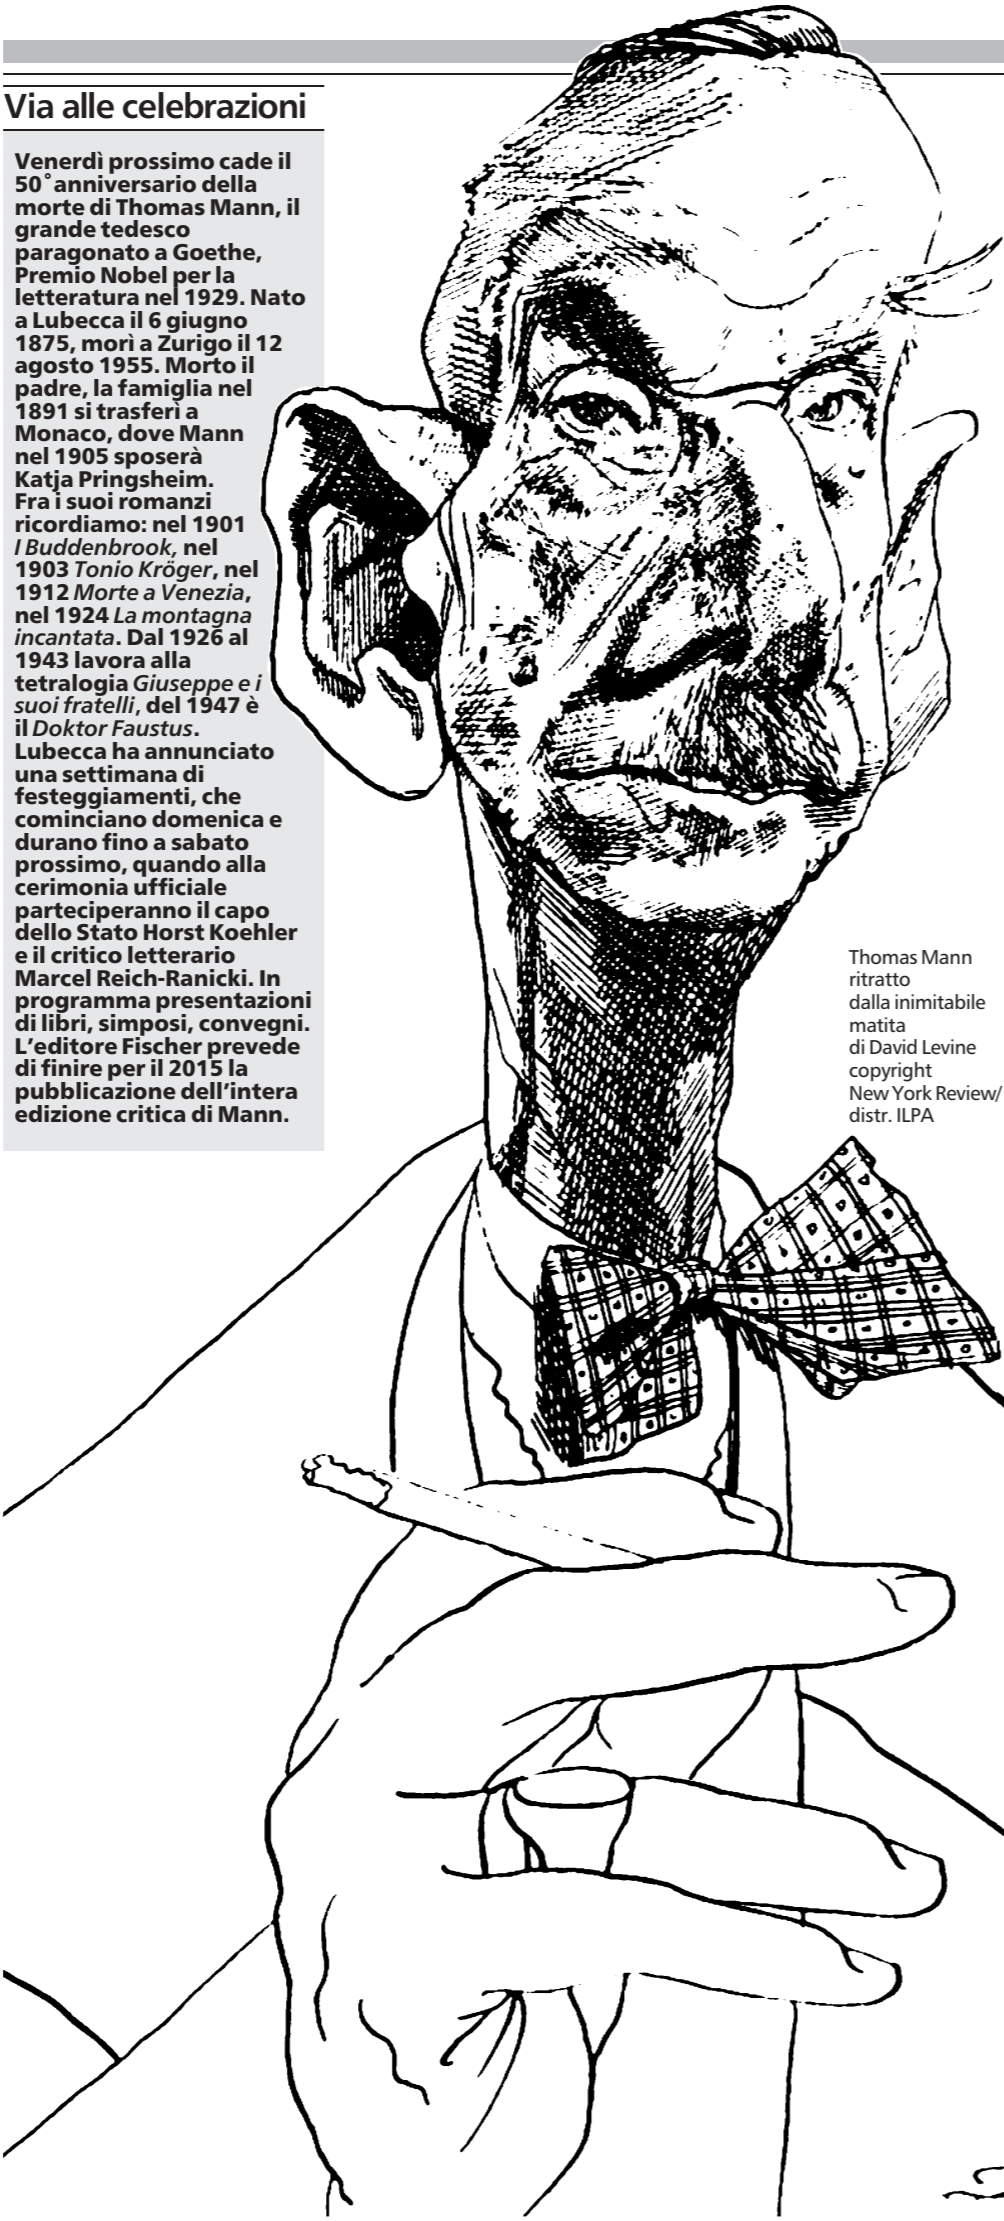 Via alle celebrazioni
Venerdì prossimo cade il
50° anniversario della
morte di Thomas Mann, il
grande tedesco
paragonato a Goethe,
Premio Nobel per la
letteratura nel 1929. Nato
a Lubecca il 6 giugno
1875, morì a Zurigo il 12
agosto 1955. Morto il
padre, la famiglia nel
1891 si trasferì a
Monaco, dove Mann
nel 1905 sposerà
Katja Pringsheim.
Fra i suoi romanzi
ricordiamo: nel 1901
I Buddenbrook, nel
1903 Tonio Kröger, nel
1912 Morte a Venezia,
nel 1924 La montagna
incantata. Dal 1926 al
1943 lavora alla
tetralogia Giuseppe e i
suoi fratelli, del 1947 è
il Doktor Faustus.
Lubecca ha annunciato
una settimana di
festeggiamenti, che
cominciano domenica e
durano fino a sabato
prossimo, quando alla
cerimonia ufficiale
parteciperanno il capo
dello Stato Horst Koehler
e il critico letterario
Marcel Reich-Ranicki. In
programma presentazioni
di libri, simposi, convegni.
L'editore Fischer prevede
di finire per il 2015 la
pubblicazione dell'intera
edizione critica di Mann.
Thomas Mann
ritratto
dalla inimitabile
matita
di David Levine
copyright
New York Review/
distr. ILPA